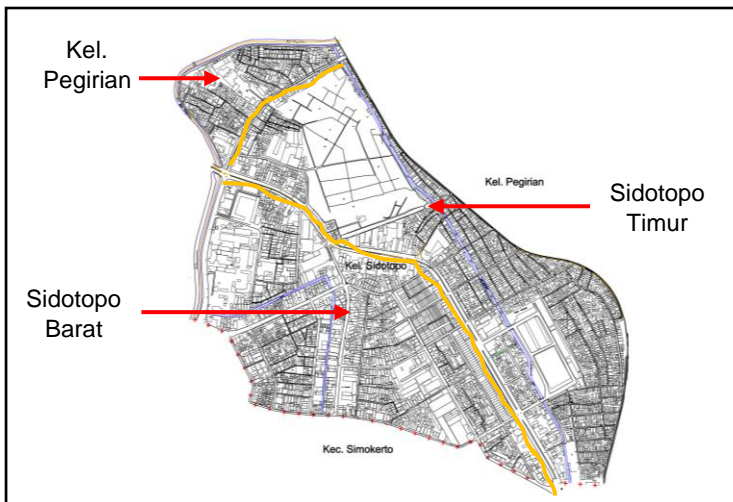 Kel.
Pegirian
Kel. Pegirian
Sidotopo
Timur
Kel. Sidotopo
Sidotopo
Barat
Kec. Simokerto